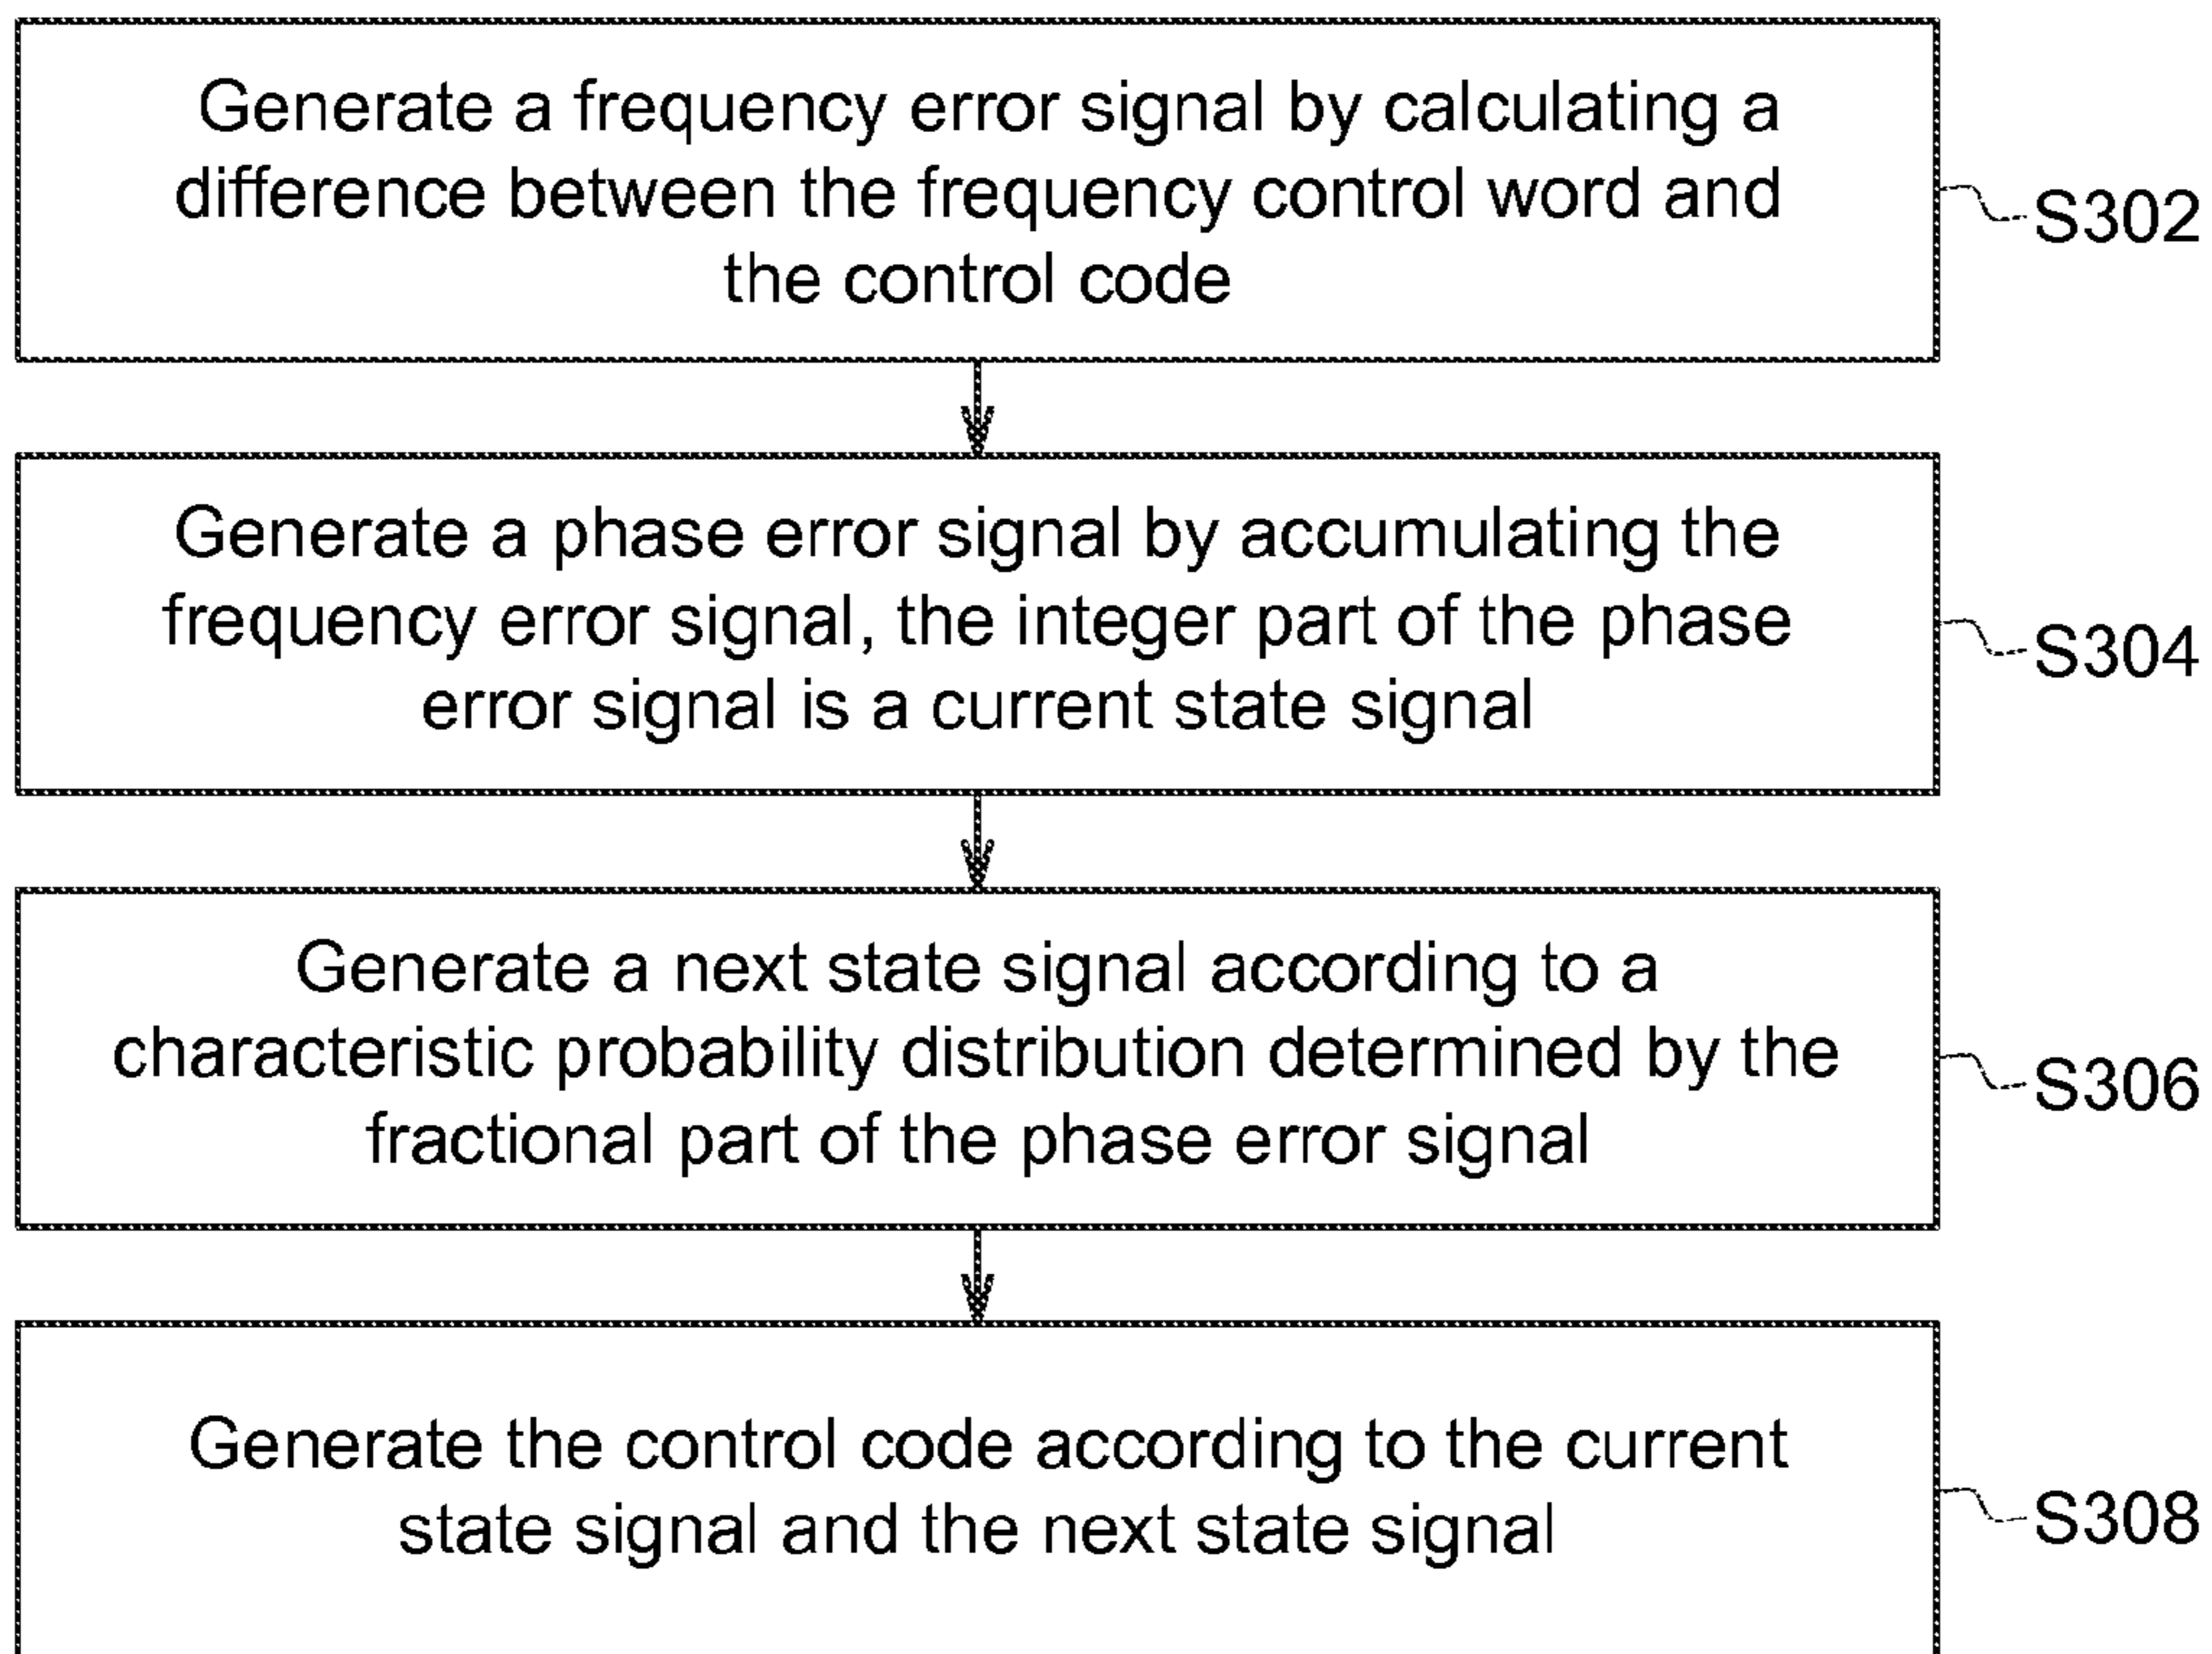 Generate a frequency error signal by calculating a
difference between the frequency control word and
the control code
S302
Generate a phase error signal by accumulating the
frequency error signal, the integer part of the phase
error signal is a current state signal
S304
Generate a next state signal according to a
characteristic probability distribution determined by the
fractional part of the phase error signal
S306
Generate the control code according to the current
state signal and the next state signal
S308